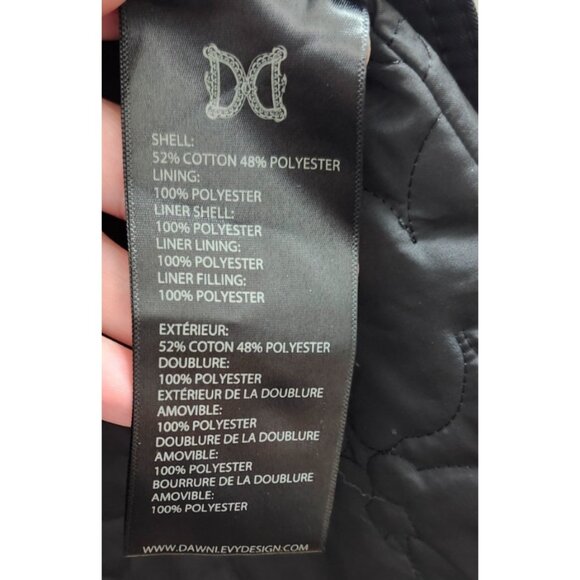 SHELL:
52% COTTON 48% POLYESTER
LINING:
100% POLYESTER
LINER SHELL:
100% POLYESTER
LINER LINING:
100% POLYESTER
LINER FILLING:
100% POLYESTER
EXTÉRIEUR:
52% COTON 48% POLYESTER
DOUBLURE:
100% POLYESTER
EXTÉRIEUR DE LA DOUBLURE
AMOVIBLE:
100% POLYESTER
DOUBLURE DE LA DOUBLURE
AMOVIBLE:
100% POLYESTER
BOURRURE DE LA DOUBLURE
AMOVIBLE:
100% POLYESTER
WWW.DAWNLEVYDESIGN.COM